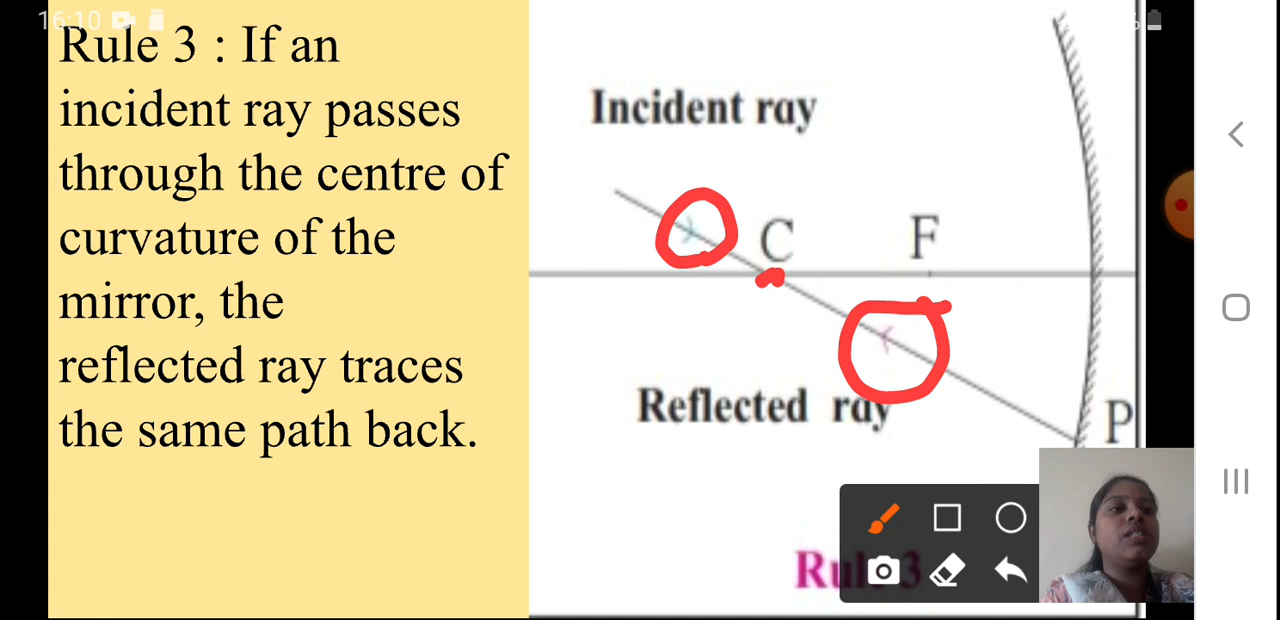 16:10
Rule 3 : If an
incident ray passes
through the centre of
curvature of the
mirror, the
reflected ray traces
the same path back.
Incident ray
C
F
Reflected ray
P